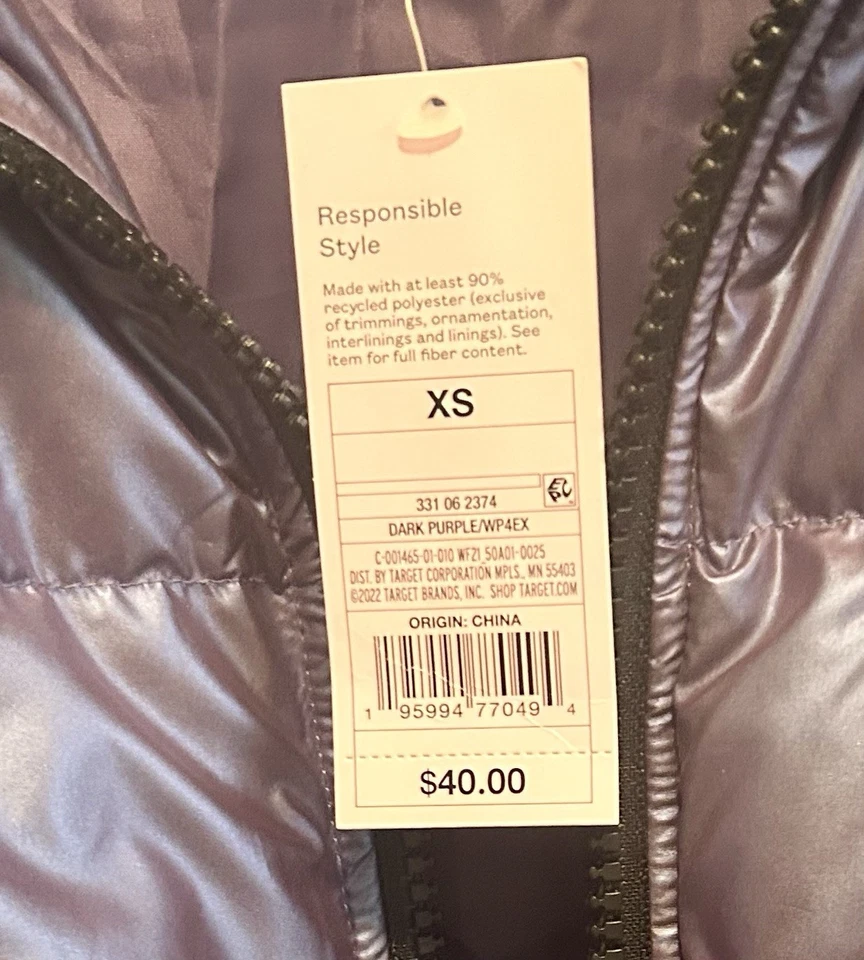 Responsible
Style
Made with at least 90%
recycled polyester (exclusive
of trimmings, ornamentation,
interlinings and linings). See
item for full fiber content.
XS
331 06 2374
DARK PURPLE/WP4EX
C-001465-01-010 WF21 50A01-0025
DIST. BY TARGET CORPORATION MPLS., MN 55403
©2022 TARGET BRANDS, INC. SHOP TARGET.COM
ORIGIN: CHINA
1 95994 77049 4
$40.00